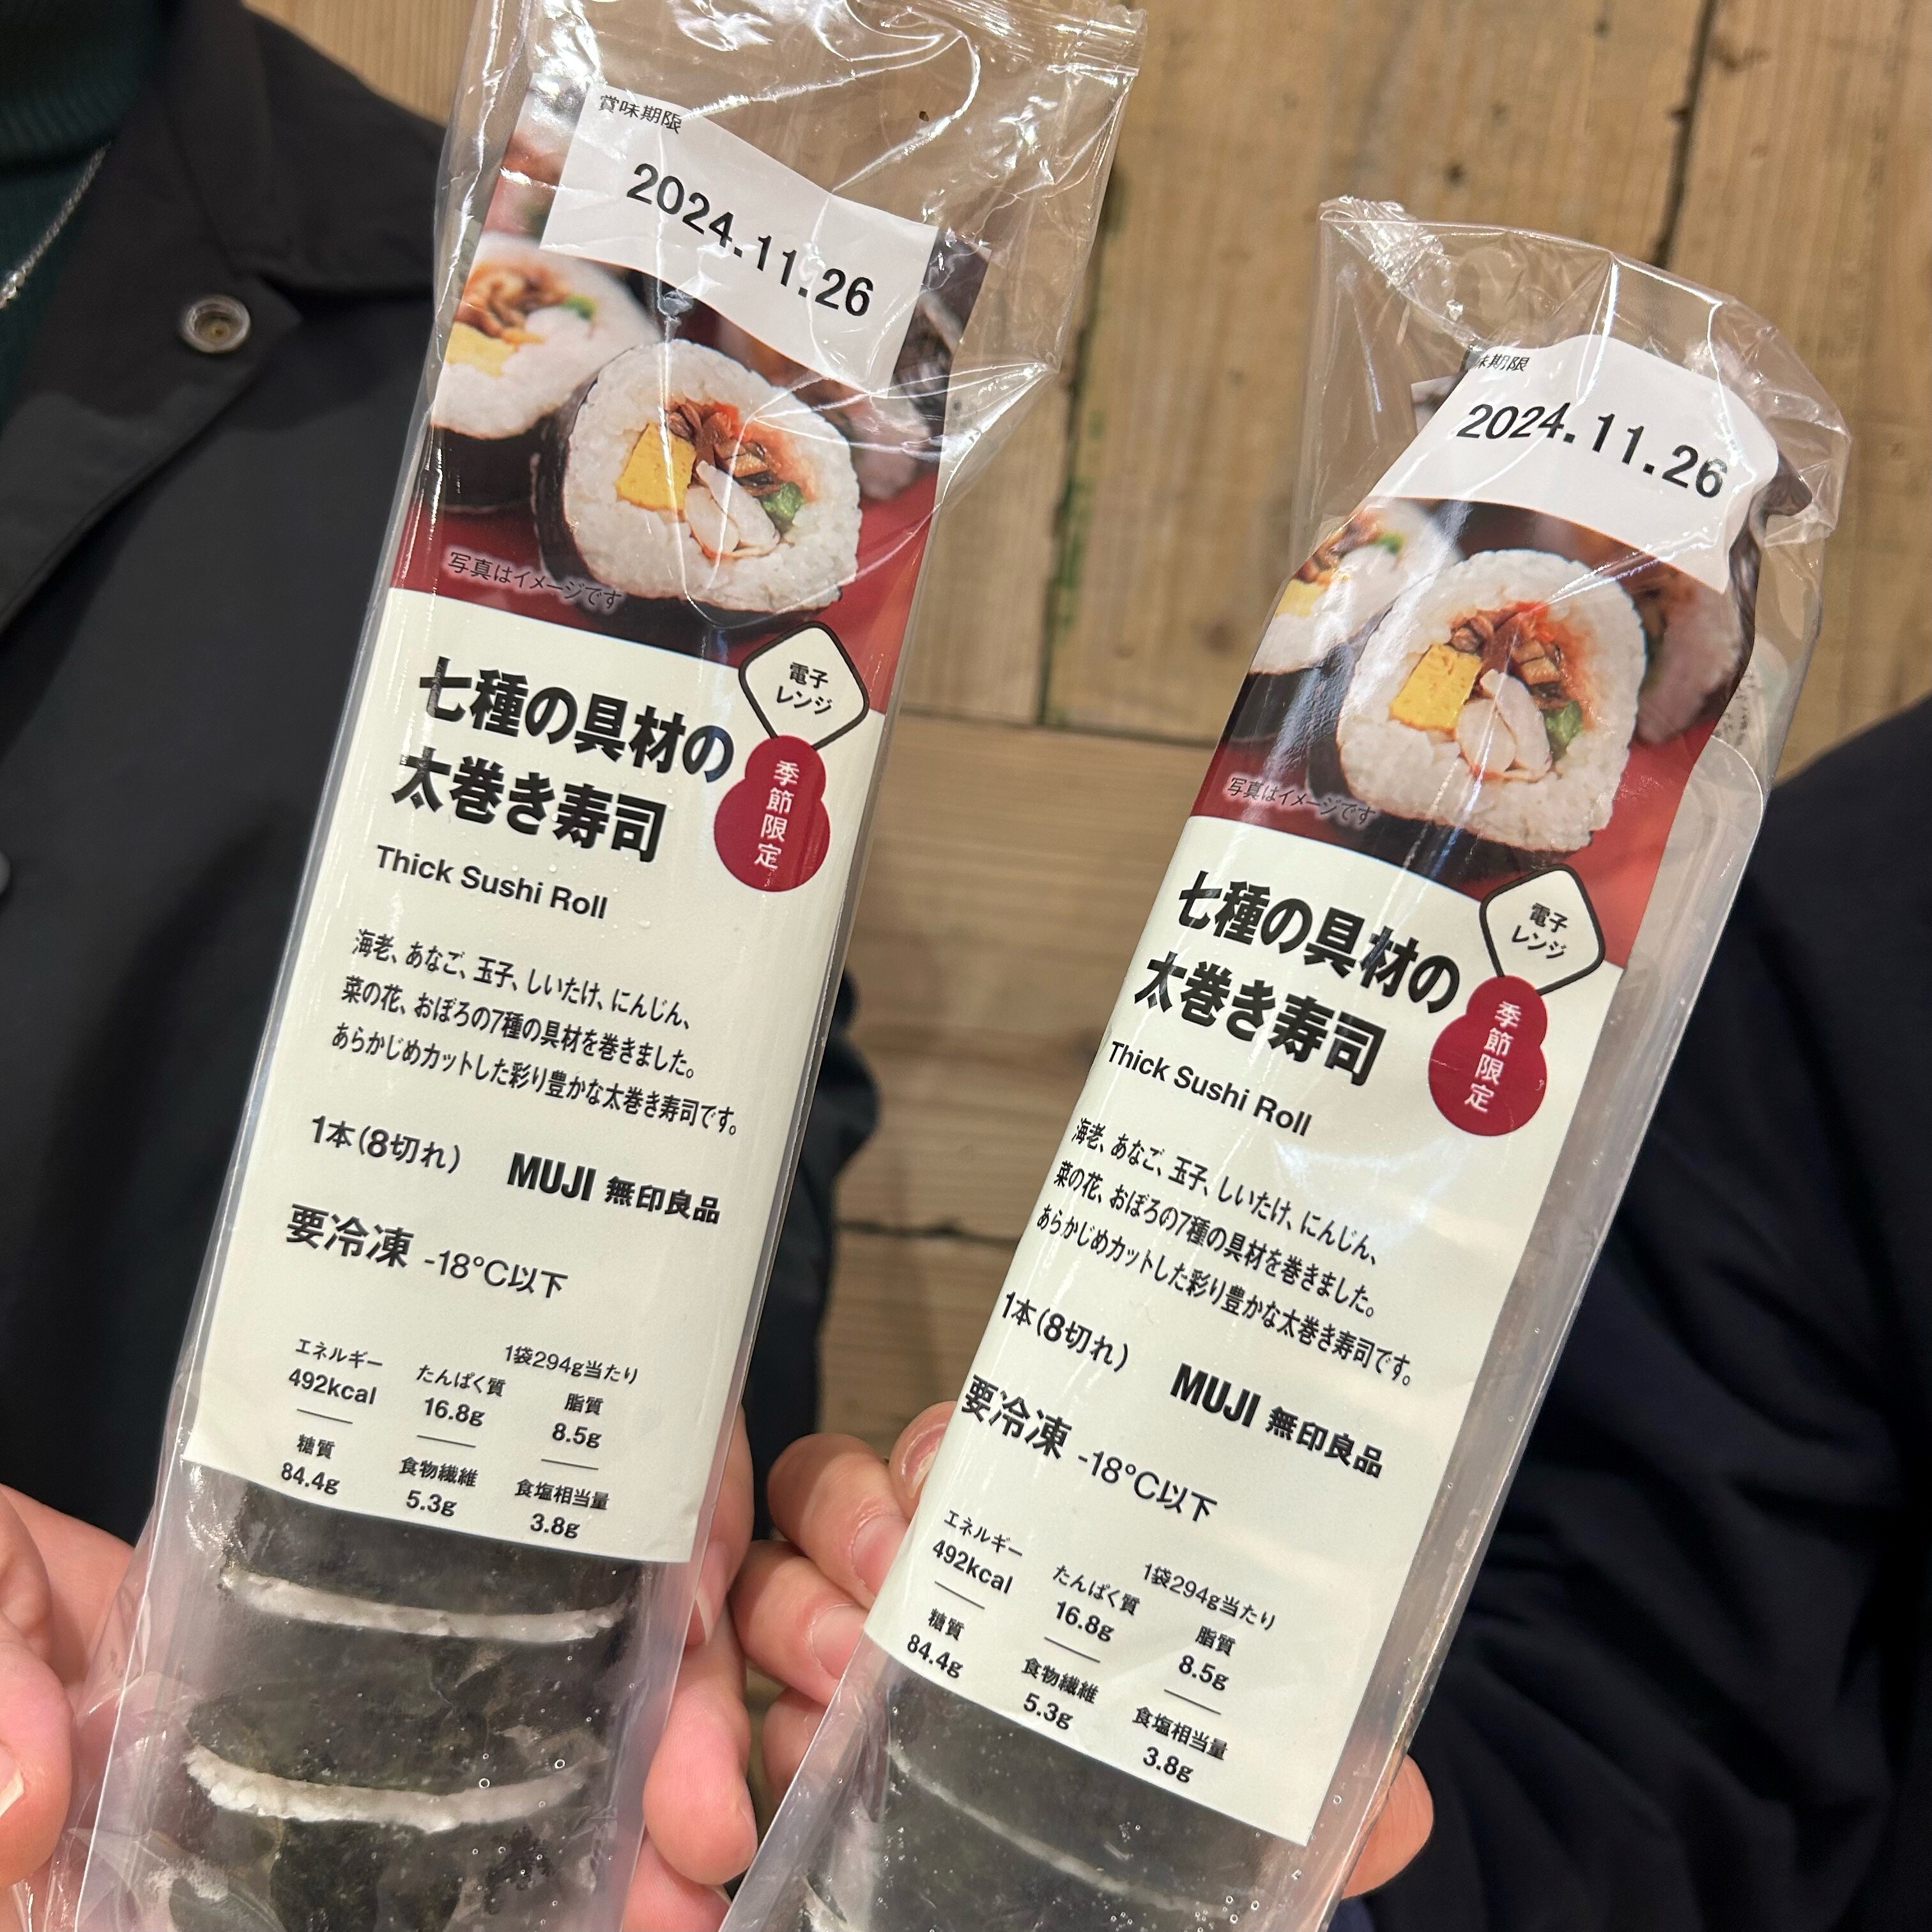 賞味期限
2024.11.26
写真はイメージです
電子
レンジ
七種の具材の
太巻き寿司
季節限定
Thick Sushi Roll
海老、あなご、玉子、しいたけ、にんじん、
菜の花、おぼろの7種の具材を巻きました。
あらかじめカットした彩り豊かな太巻き寿司です。
1本(8切れ)
MUJI 無印良品
要冷凍 -18℃以下
1袋294g当たり
エネルギー たんぱく質 脂質
492kcal 16.8g 8.5g
糖質 食物繊維 食塩相当量
84.4g 5.3g 3.8g
味期限
2024.11.26
写真はイメージです
電子
レンジ
七種の具材の
太巻き寿司
季節限定
Thick Sushi Roll
海老、あなご、玉子、しいたけ、にんじん、
菜の花、おぼろの7種の具材を巻きました。
あらかじめカットした彩り豊かな太巻き寿司です。
1本(8切れ)
MUJI 無印良品
要冷凍 -18℃以下
1袋294g当たり
エネルギー たんぱく質 脂質
492kcal 16.8g 8.5g
糖質 食物繊維 食塩相当量
84.4g 5.3g 3.8g